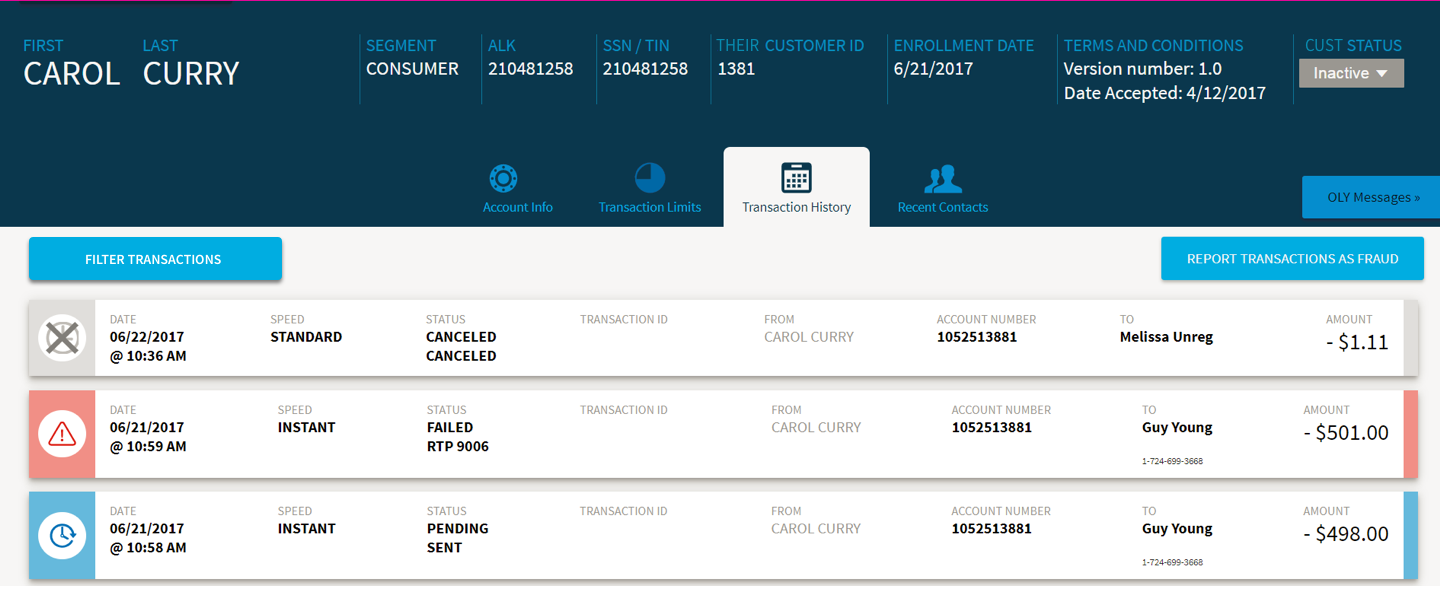 FIRST LAST SEGMENT ALK SSN / TIN THEIR CUSTOMER ID ENROLLMENT DATE TERMS AND CONDITIONS CUST STATUS
CAROL CURRY CONSUMER 210481258 210481258 1381 6/21/2017 Version number: 1.0 Inactive
Date Accepted: 4/12/2017
Account Info Transaction Limits Transaction History Recent Contacts OLY Messages »
FILTER TRANSACTIONS REPORT TRANSACTIONS AS FRAUD
DATE SPEED STATUS TRANSACTION ID FROM ACCOUNT NUMBER TO AMOUNT
06/22/2017 STANDARD CANCELED CAROL CURRY 1052513881 Melissa Unreg - $1.11
@ 10:36 AM CANCELED
DATE SPEED STATUS TRANSACTION ID FROM ACCOUNT NUMBER TO AMOUNT
06/21/2017 INSTANT FAILED CAROL CURRY 1052513881 Guy Young - $501.00
@ 10:59 AM RTP 9006
1-724-699-3668
DATE SPEED STATUS TRANSACTION ID FROM ACCOUNT NUMBER TO AMOUNT
06/21/2017 INSTANT PENDING CAROL CURRY 1052513881 Guy Young - $498.00
@ 10:58 AM SENT
1-724-699-3668